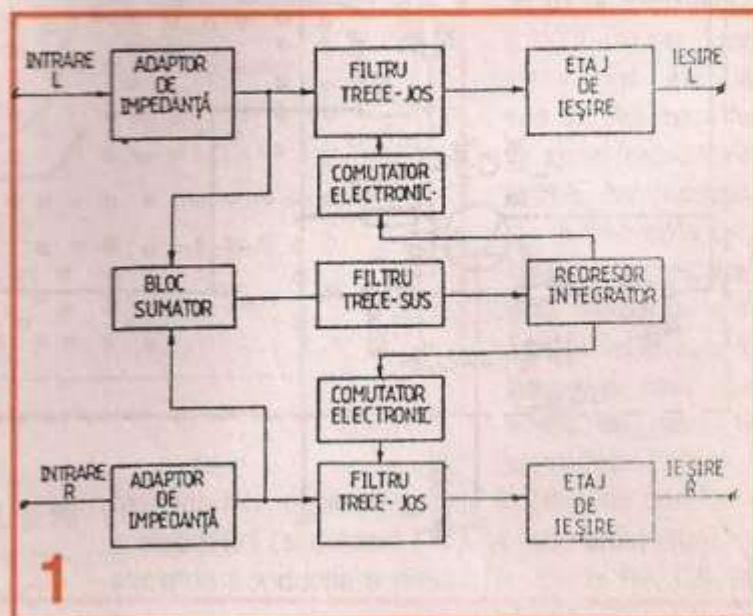 INTRARE
L
ADAPTOR
DE
IMPEDANȚĂ
FILTRU
TRECE-JOS
ETAJ
DE
IEȘIRE
IEȘIRE
L
COMUTATOR
ELECTRONIC
BLOC
SUMATOR
FILTRU
TRECE-SUS
REDRESOR
INTEGRATOR
COMUTATOR
ELECTRONIC
INTRARE
R
ADAPTOR
DE
IMPEDANȚĂ
FILTRU
TRECE-JOS
ETAJ
DE
IEȘIRE
IEȘIRE
R
1